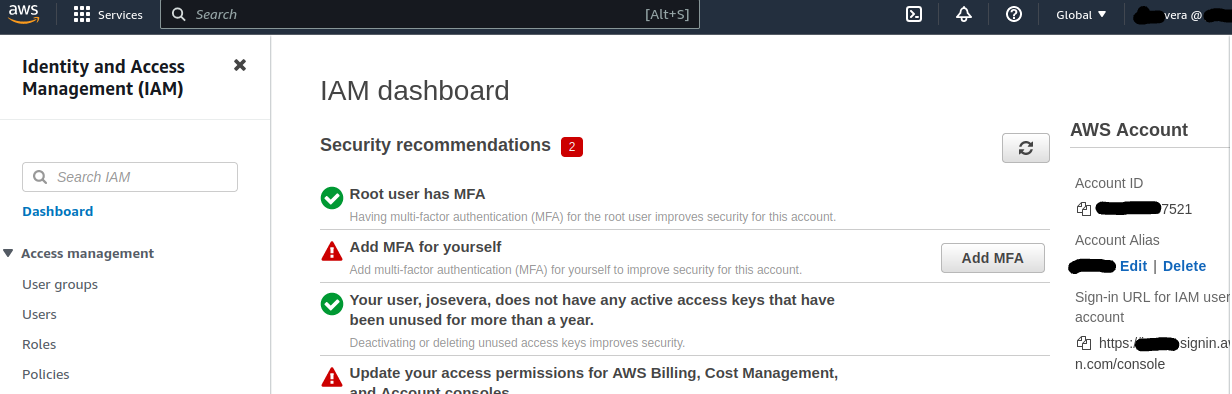 aws
Services
Search
[Alt+S]
Global
vera @
Identity and Access
Management (IAM)
Search IAM
Dashboard
Access management
User groups
Users
Roles
Policies
IAM dashboard
Security recommendations 2
Root user has MFA
Having multi-factor authentication (MFA) for the root user improves security for this account.
Add MFA for yourself
Add multi-factor authentication (MFA) for yourself to improve security for this account.
Add MFA
Your user, josevera, does not have any active access keys that have
been unused for more than a year.
Deactivating or deleting unused access keys improves security.
Update your access permissions for AWS Billing, Cost Management,
and Account consoles
AWS Account
Account ID
7521
Account Alias
Edit | Delete
Sign-in URL for IAM user
account
https:/ signin.aw
n.com/console